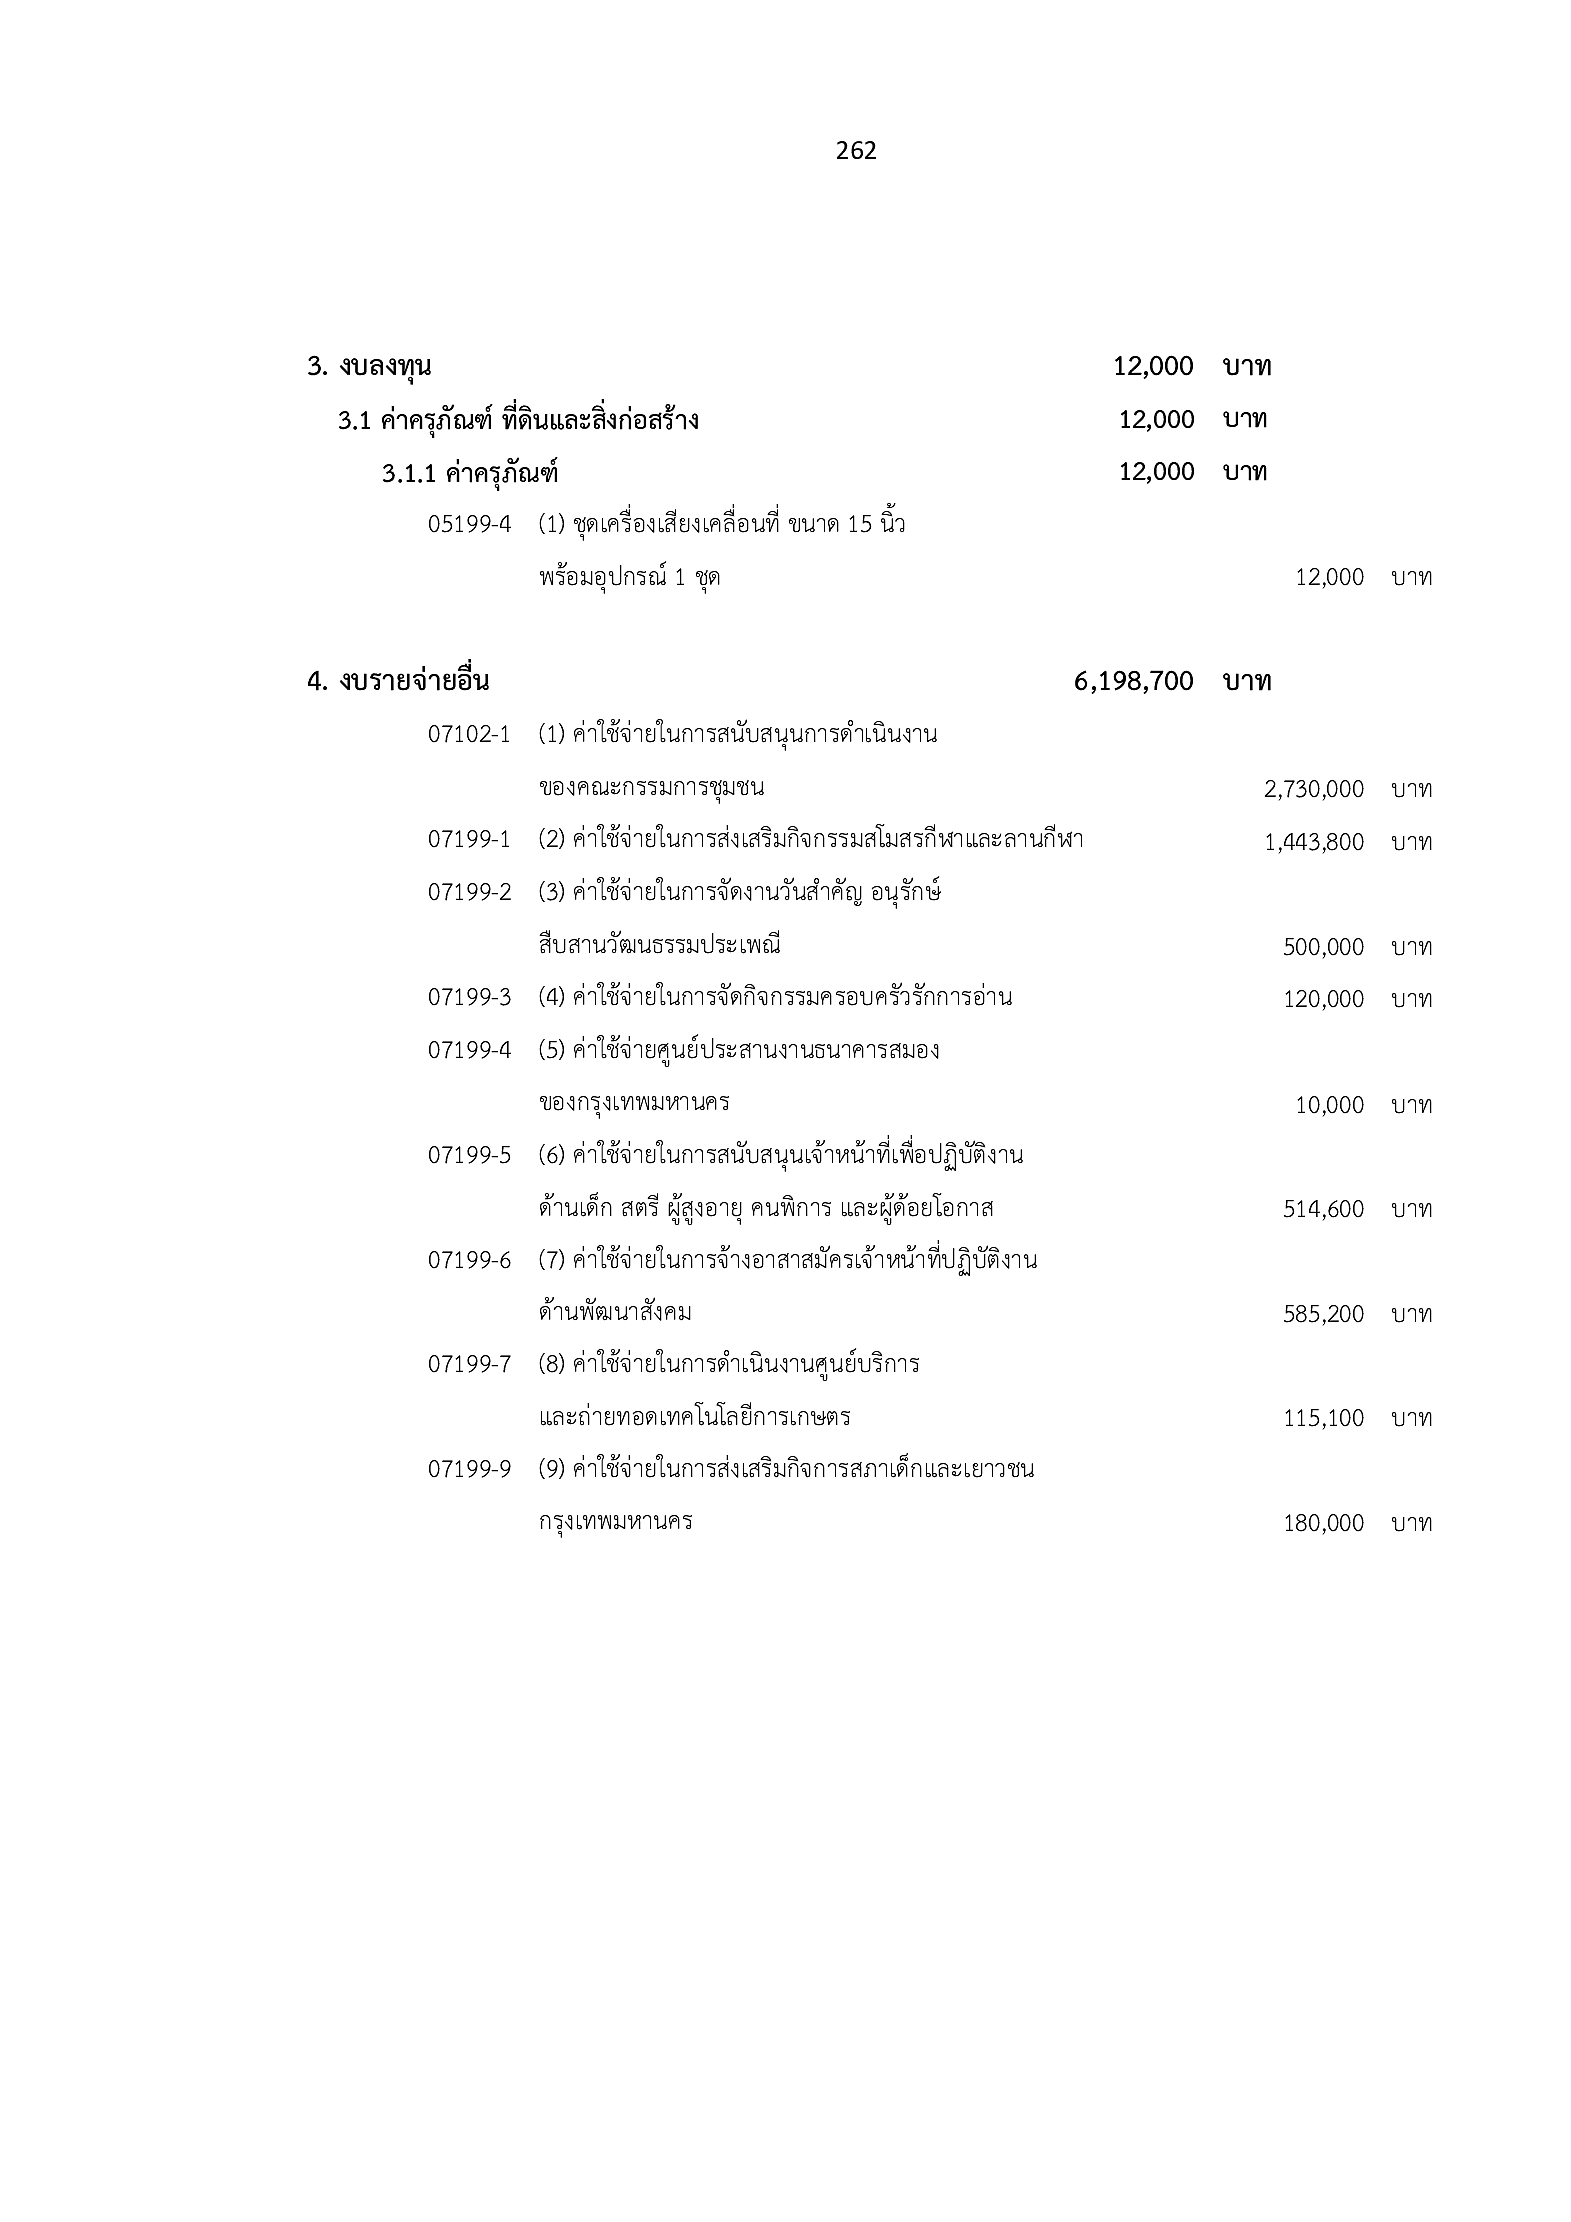 262
3. งบลงทุน 12,000 บาท
3.1 ค่าครุภัณฑ์ ที่ดินและสิ่งก่อสร้าง 12,000 บาท
3.1.1 ค่าครุภัณฑ์ 12,000 บาท
05199-4 (1) ชุดเครื่องเสียงเคลื่อนที่ ขนาด 15 นิ้ว
พร้อมอุปกรณ์ 1 ชุด 12,000 บาท
4. งบรายจ่ายอื่น 6,198,700 บาท
07102-1 (1) ค่าใช้จ่ายในการสนับสนุนการดำเนินงาน
ของคณะกรรมการชุมชน 2,730,000 บาท
07199-1 (2) ค่าใช้จ่ายในการส่งเสริมกิจกรรมสโมสรกีฬาและลานกีฬา 1,443,800 บาท
07199-2 (3) ค่าใช้จ่ายในการจัดงานวันสำคัญ อนุรักษ์
สืบสานวัฒนธรรมประเพณี 500,000 บาท
07199-3 (4) ค่าใช้จ่ายในการจัดกิจกรรมครอบครัวรักการอ่าน 120,000 บาท
07199-4 (5) ค่าใช้จ่ายศูนย์ประสานงานธนาคารสมอง
ของกรุงเทพมหานคร 10,000 บาท
07199-5 (6) ค่าใช้จ่ายในการสนับสนุนเจ้าหน้าที่เพื่อปฏิบัติงาน
ด้านเด็ก สตรี ผู้สูงอายุ คนพิการ และผู้ด้อยโอกาส 514,600 บาท
07199-6 (7) ค่าใช้จ่ายในการจ้างอาสาสมัครเจ้าหน้าที่ปฏิบัติงาน
ด้านพัฒนาสังคม 585,200 บาท
07199-7 (8) ค่าใช้จ่ายในการดำเนินงานศูนย์บริการ
และถ่ายทอดเทคโนโลยีการเกษตร 115,100 บาท
07199-9 (9) ค่าใช้จ่ายในการส่งเสริมกิจการสภาเด็กและเยาวชน
กรุงเทพมหานคร 180,000 บาท